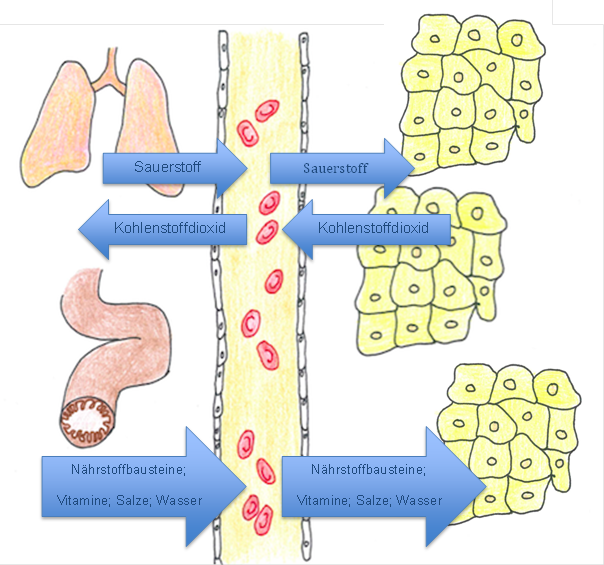 Sauerstoff
Sauerstoff
Kohlenstoffdioxid
Kohlenstoffdioxid
Nährstoffbausteine;
Vitamine; Salze; Wasser
Nährstoffbausteine;
Vitamine; Salze; Wasser